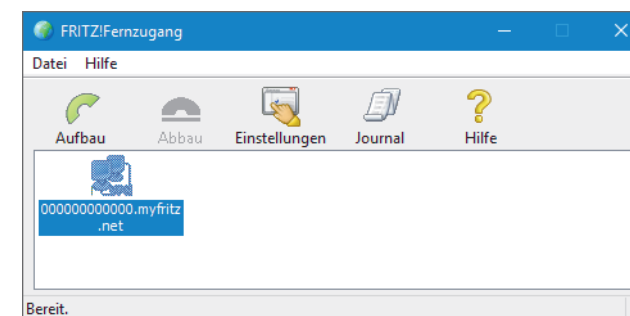 FRITZ!Fernzugang
Datei Hilfe
Aufbau Abbau Einstellungen Journal Hilfe
000000000000.myfritz
.net
Bereit.